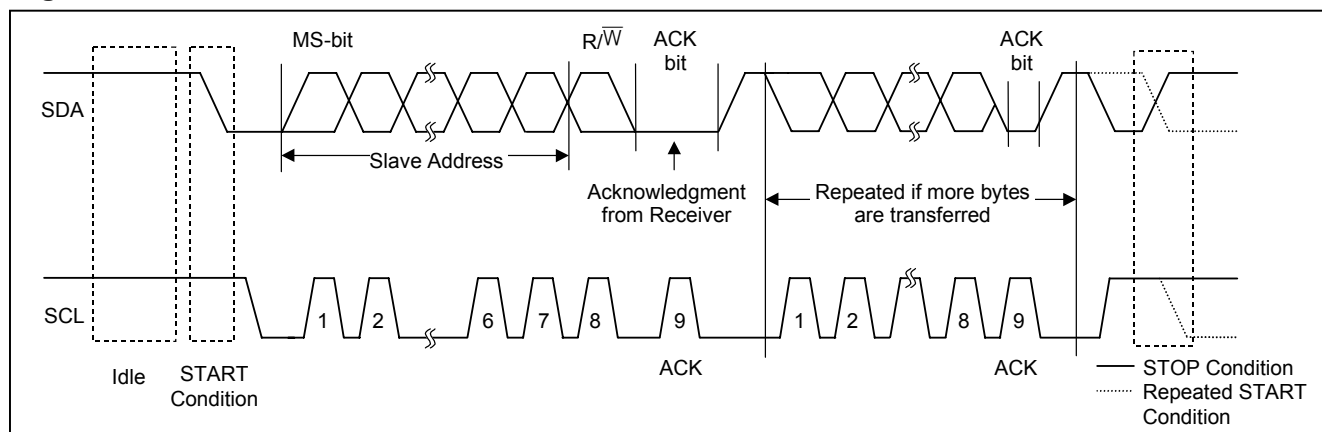 MS-bit
R/W̅
ACK
bit
ACK
bit
SDA
Slave Address
Acknowledgment
from Receiver
Repeated if more bytes
are transferred
SCL
1 2 6 7 8 9 1 2 8 9
ACK
ACK
Idle
START
Condition
STOP Condition
Repeated START
Condition